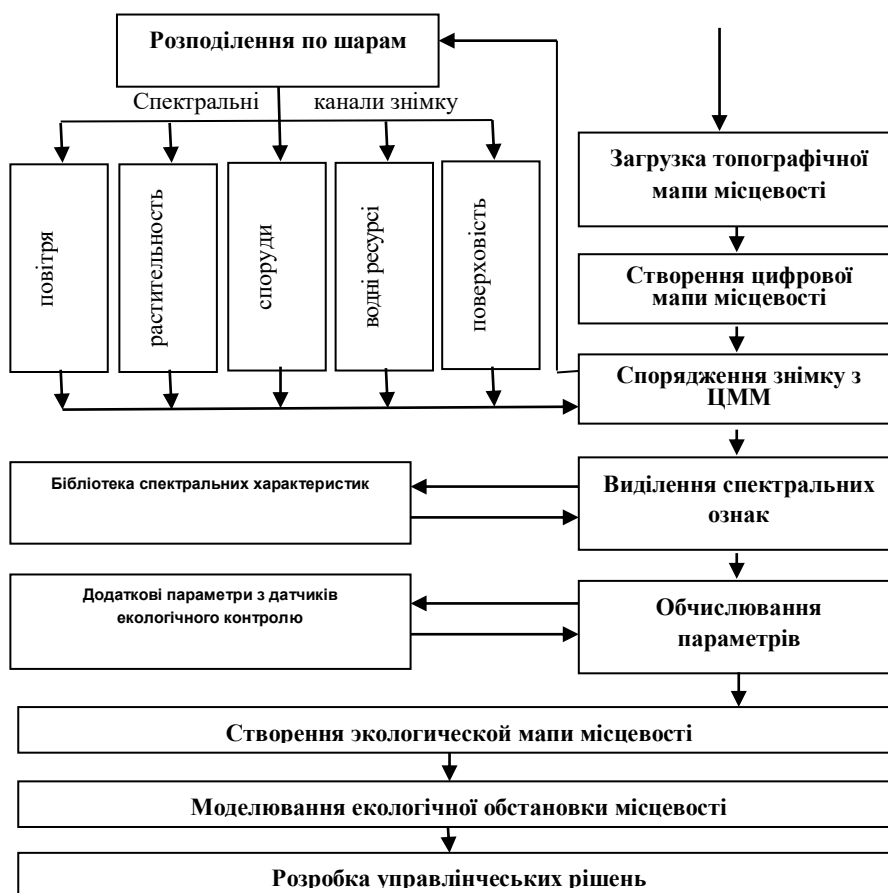 Розподілення по шарам
Спектральні канали знімку
повітря
растительность
споруди
водні ресурсі
поверховість
Загрузка топографічної
мапи місцевості
Створення цифрової
мапи місцевості
Спорядження знімку з
ЦММ
Бібліотека спектральних характеристик
Виділення спектральних
ознак
Додаткові параметри з датчиків
екологічного контролю
Обчислювання
параметрів
Створення экологической мапи місцевості
Моделювання екологічної обстановки місцевості
Розробка управлінчеських рішень